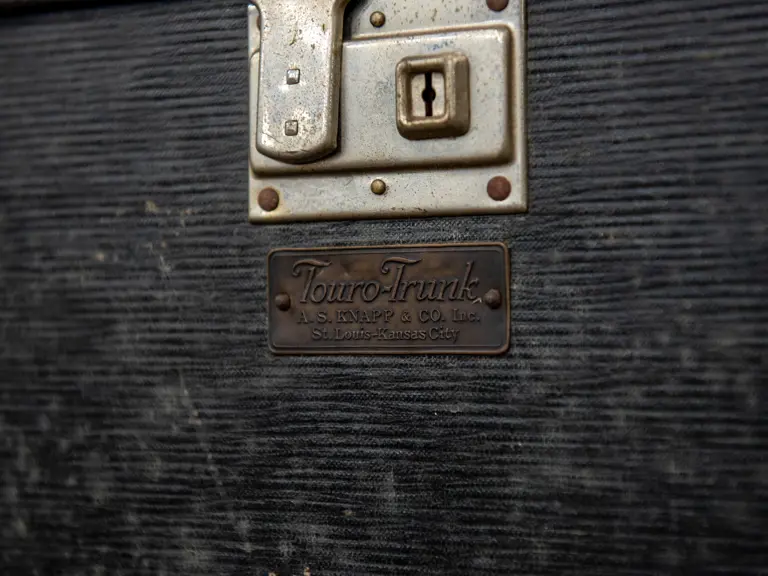 Touro-Trunk
A. S. KNAPP & CO. Inc.
St. Louis-Kansas City